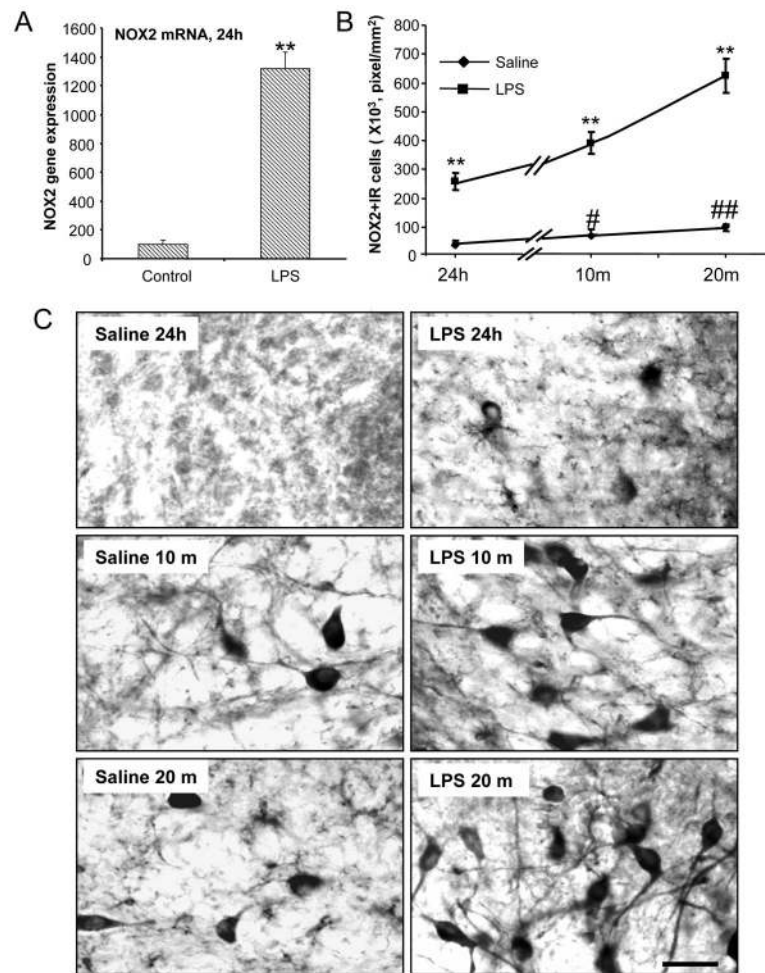 A
NOX2 mRNA, 24h
NOX2 gene expression
1600
1400
1200
1000
800
600
400
200
0
**
Control
LPS
B
NOX2+IR cells ( X10³, pixel/mm²)
800
700
600
500
400
300
200
100
0
Saline
LPS
**
**
**
#
##
24h
10m
20m
C
Saline 24h
LPS 24h
Saline 10 m
LPS 10 m
Saline 20 m
LPS 20 m